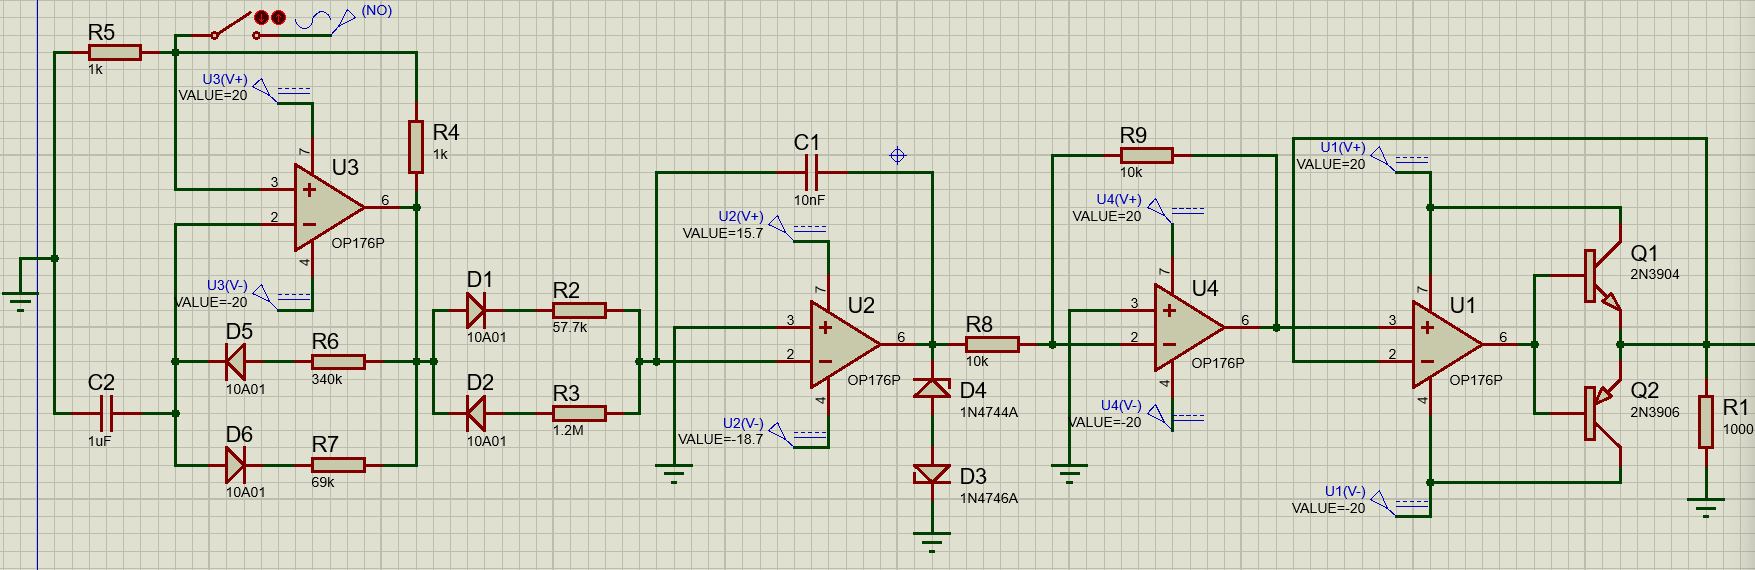 (NO)
R5
1k
U3(V+)
VALUE=20
7
U3
3
2
6
4
OP176P
R4
1k
U3(V-)
VALUE=-20
D5
10A01
R6
340k
C2
1uF
D6
10A01
R7
69k
D1
10A01
R2
57.7k
D2
10A01
R3
1.2M
C1
10nF
U2(V+)
VALUE=15.7
7
U2
3
2
6
4
OP176P
U2(V-)
VALUE=-18.7
R8
10k
D4
1N4744A
D3
1N4746A
R9
10k
U4(V+)
VALUE=20
7
U4
3
2
6
4
OP176P
U4(V-)
VALUE=-20
U1(V+)
VALUE=20
7
U1
3
2
6
4
OP176P
U1(V-)
VALUE=-20
Q1
2N3904
Q2
2N3906
R1
1000